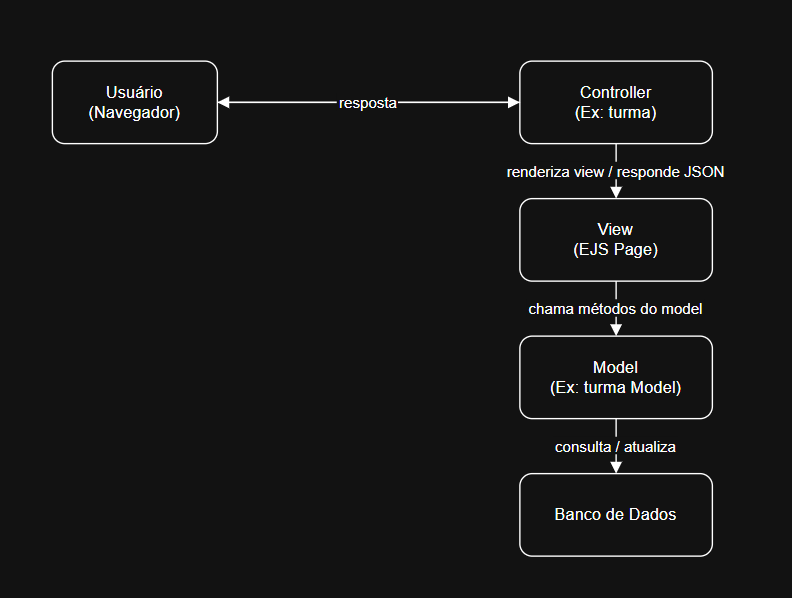 Usuário
(Navegador)
resposta
Controller
(Ex: turma)
renderiza view / responde JSON
View
(EJS Page)
chama métodos do model
Model
(Ex: turma Model)
consulta / atualiza
Banco de Dados